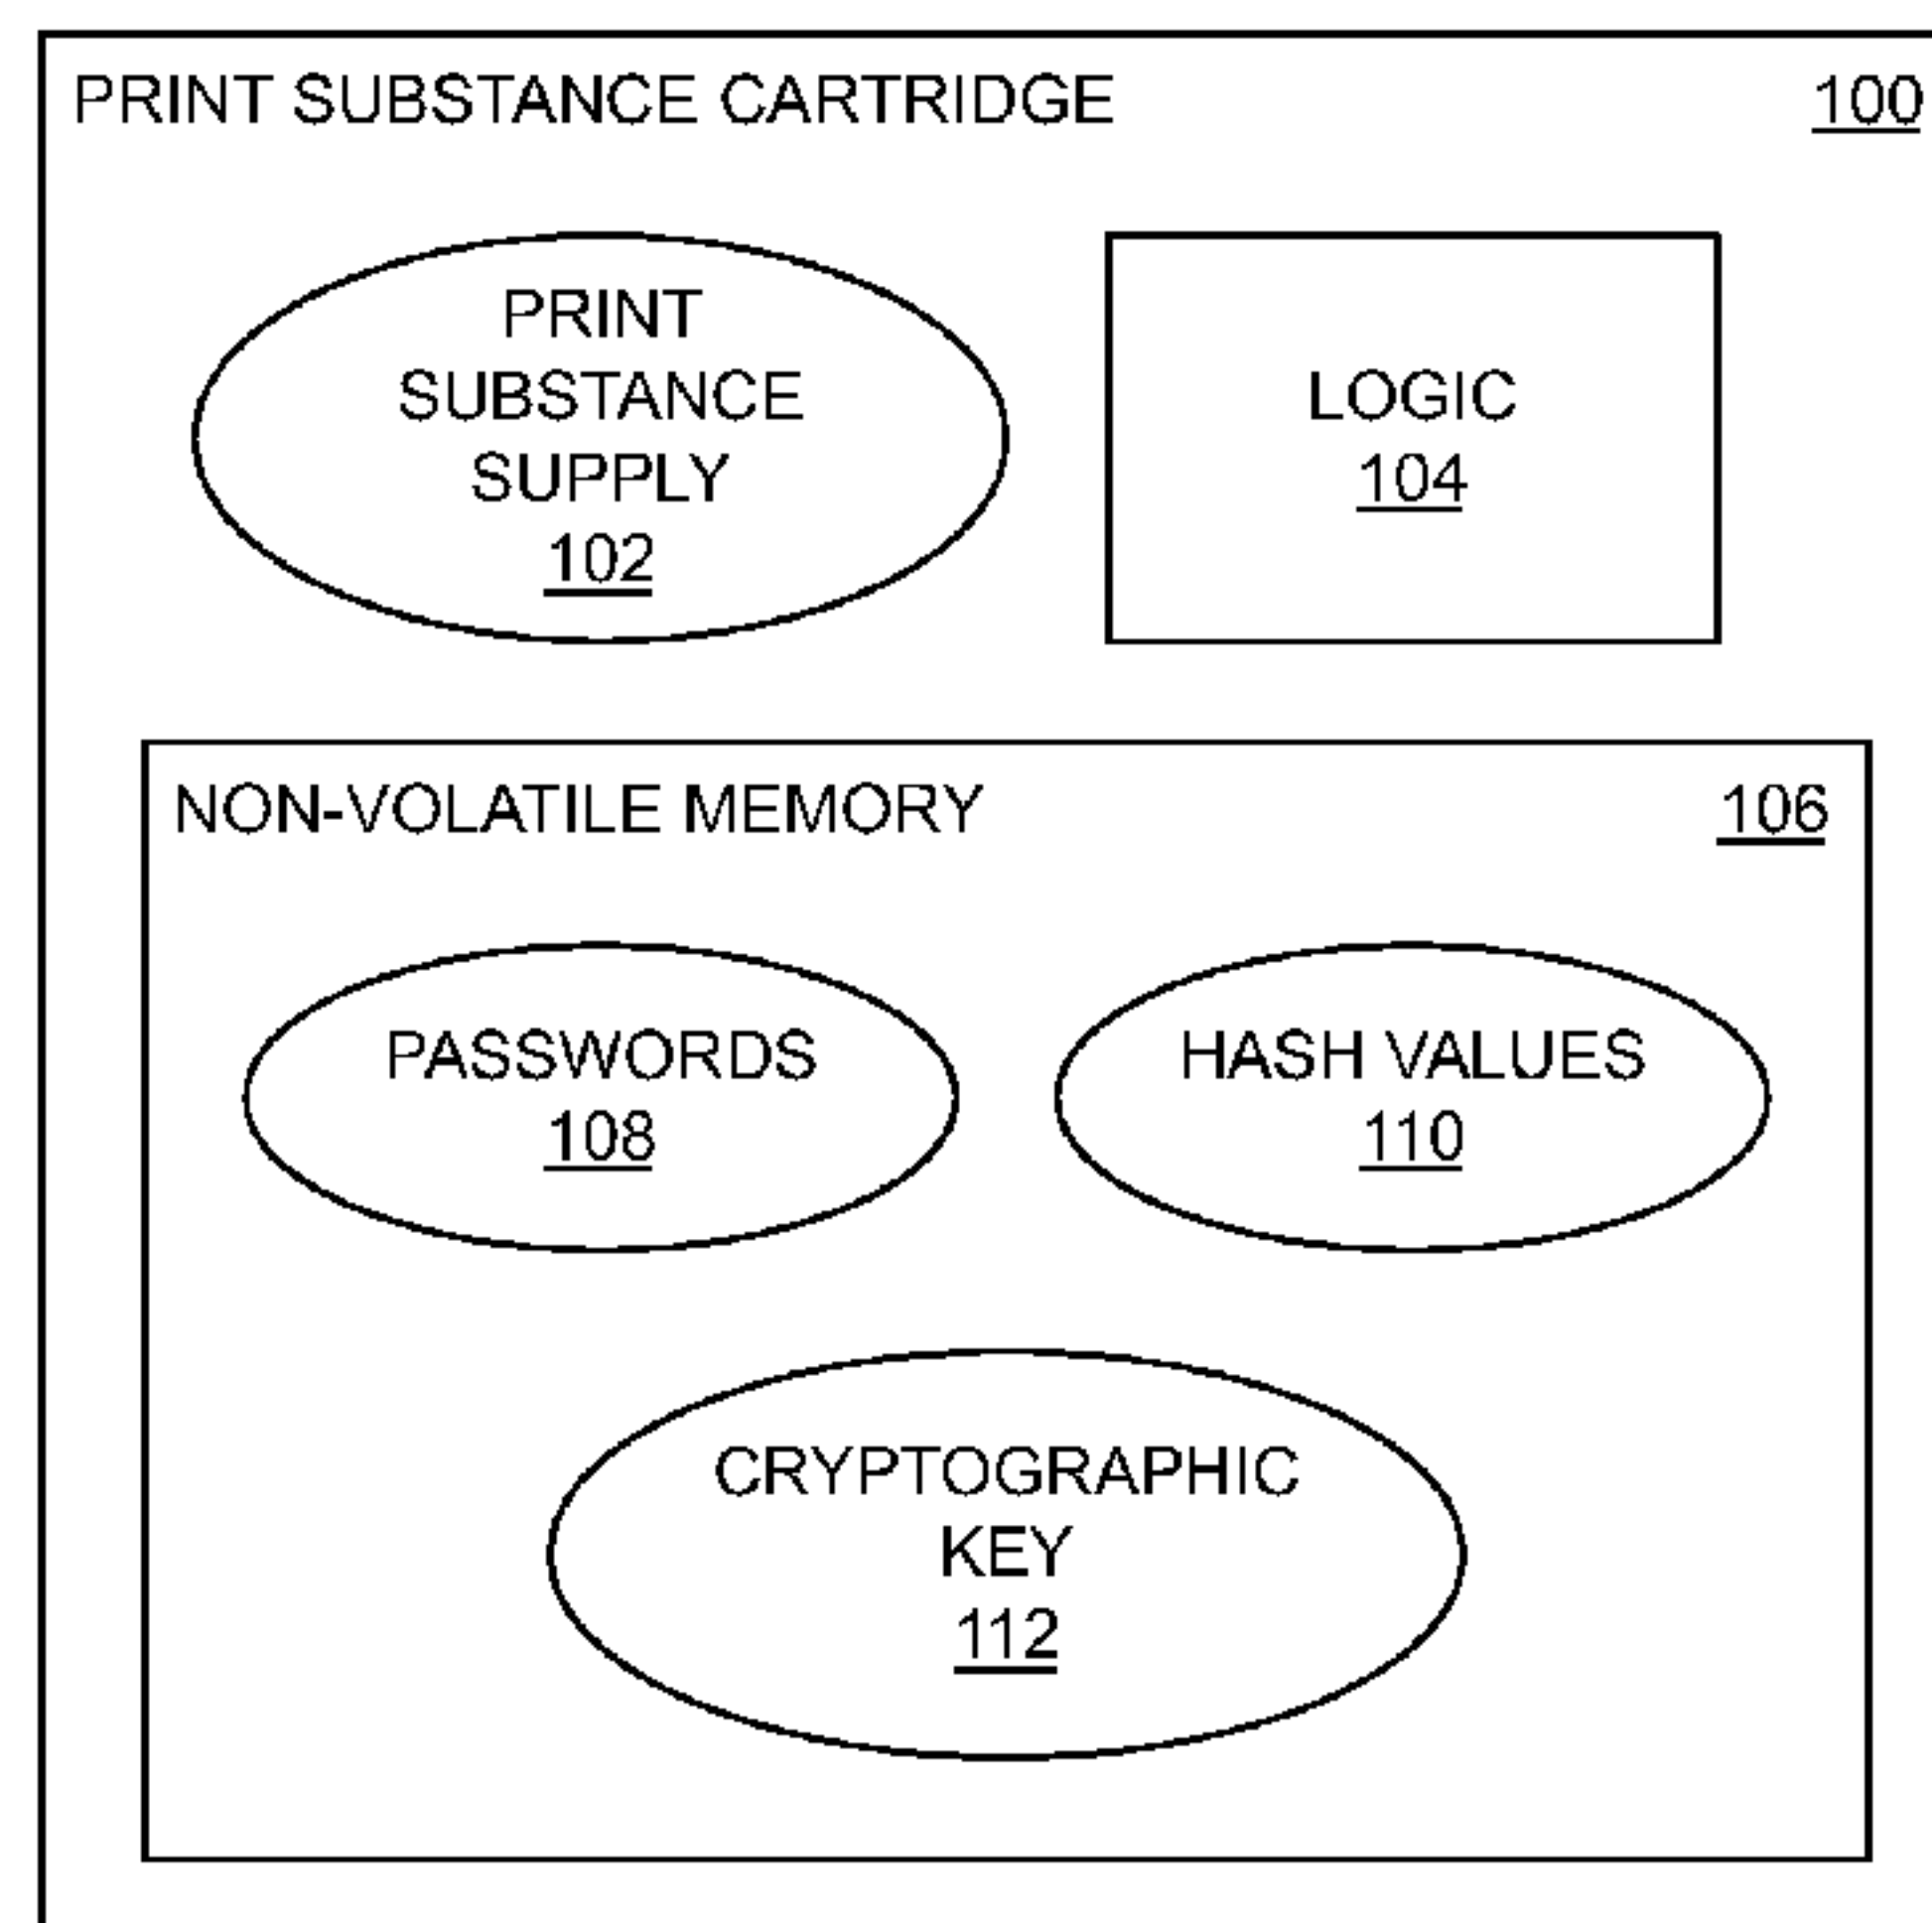 PRINT SUBSTANCE CARTRIDGE 100
PRINT
SUBSTANCE
SUPPLY
102
LOGIC
104
NON-VOLATILE MEMORY 106
PASSWORDS
108
HASH VALUES
110
CRYPTOGRAPHIC
KEY
112